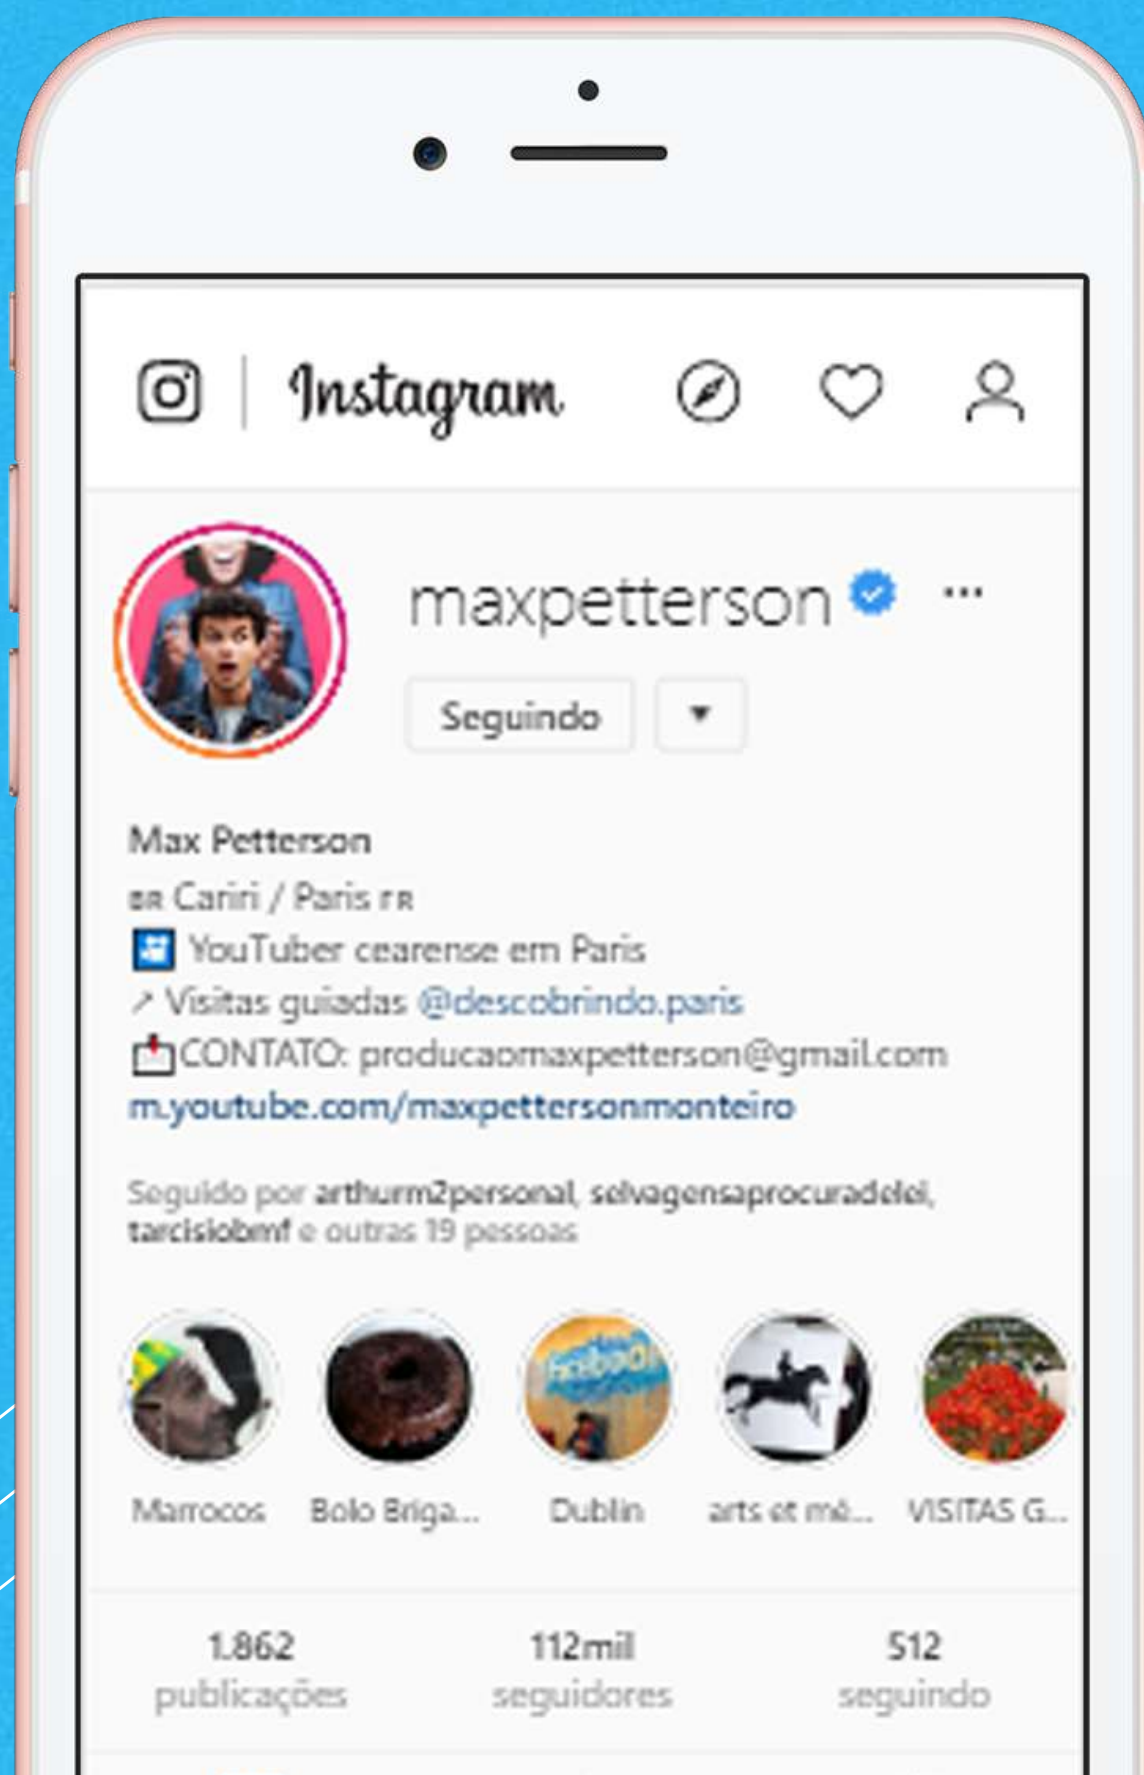 Instagram
maxpetterson
Seguindo
Max Petterson
BR Cariri / Paris FR
YouTuber cearense em Paris
↗ Visitas guiadas @descobrindo.paris
CONTATO: producaomaxpetterson@gmail.com
m.youtube.com/maxpettersonmonteiro
Seguido por arthurm2personal, selvagensaprocuradelei,
tarcisiobmf e outras 19 pessoas
Marrocos Bolo Briga... Dublin arts et mé... VISITAS G...
1.862 112mil 512
publicações seguidores seguindo